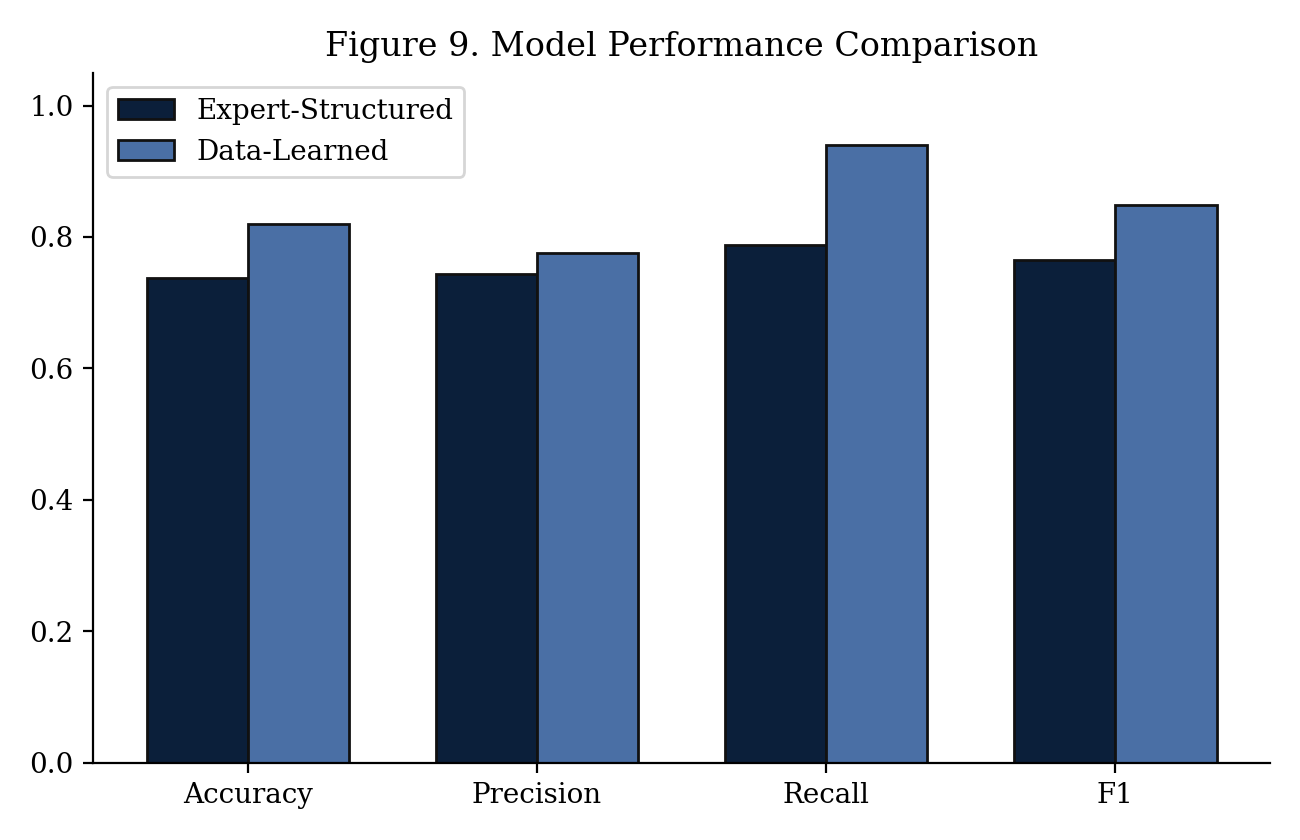 Figure 9. Model Performance Comparison
1.0
Expert-Structured
Data-Learned
0.8
0.6
0.4
0.2
0.0
Accuracy Precision Recall F1